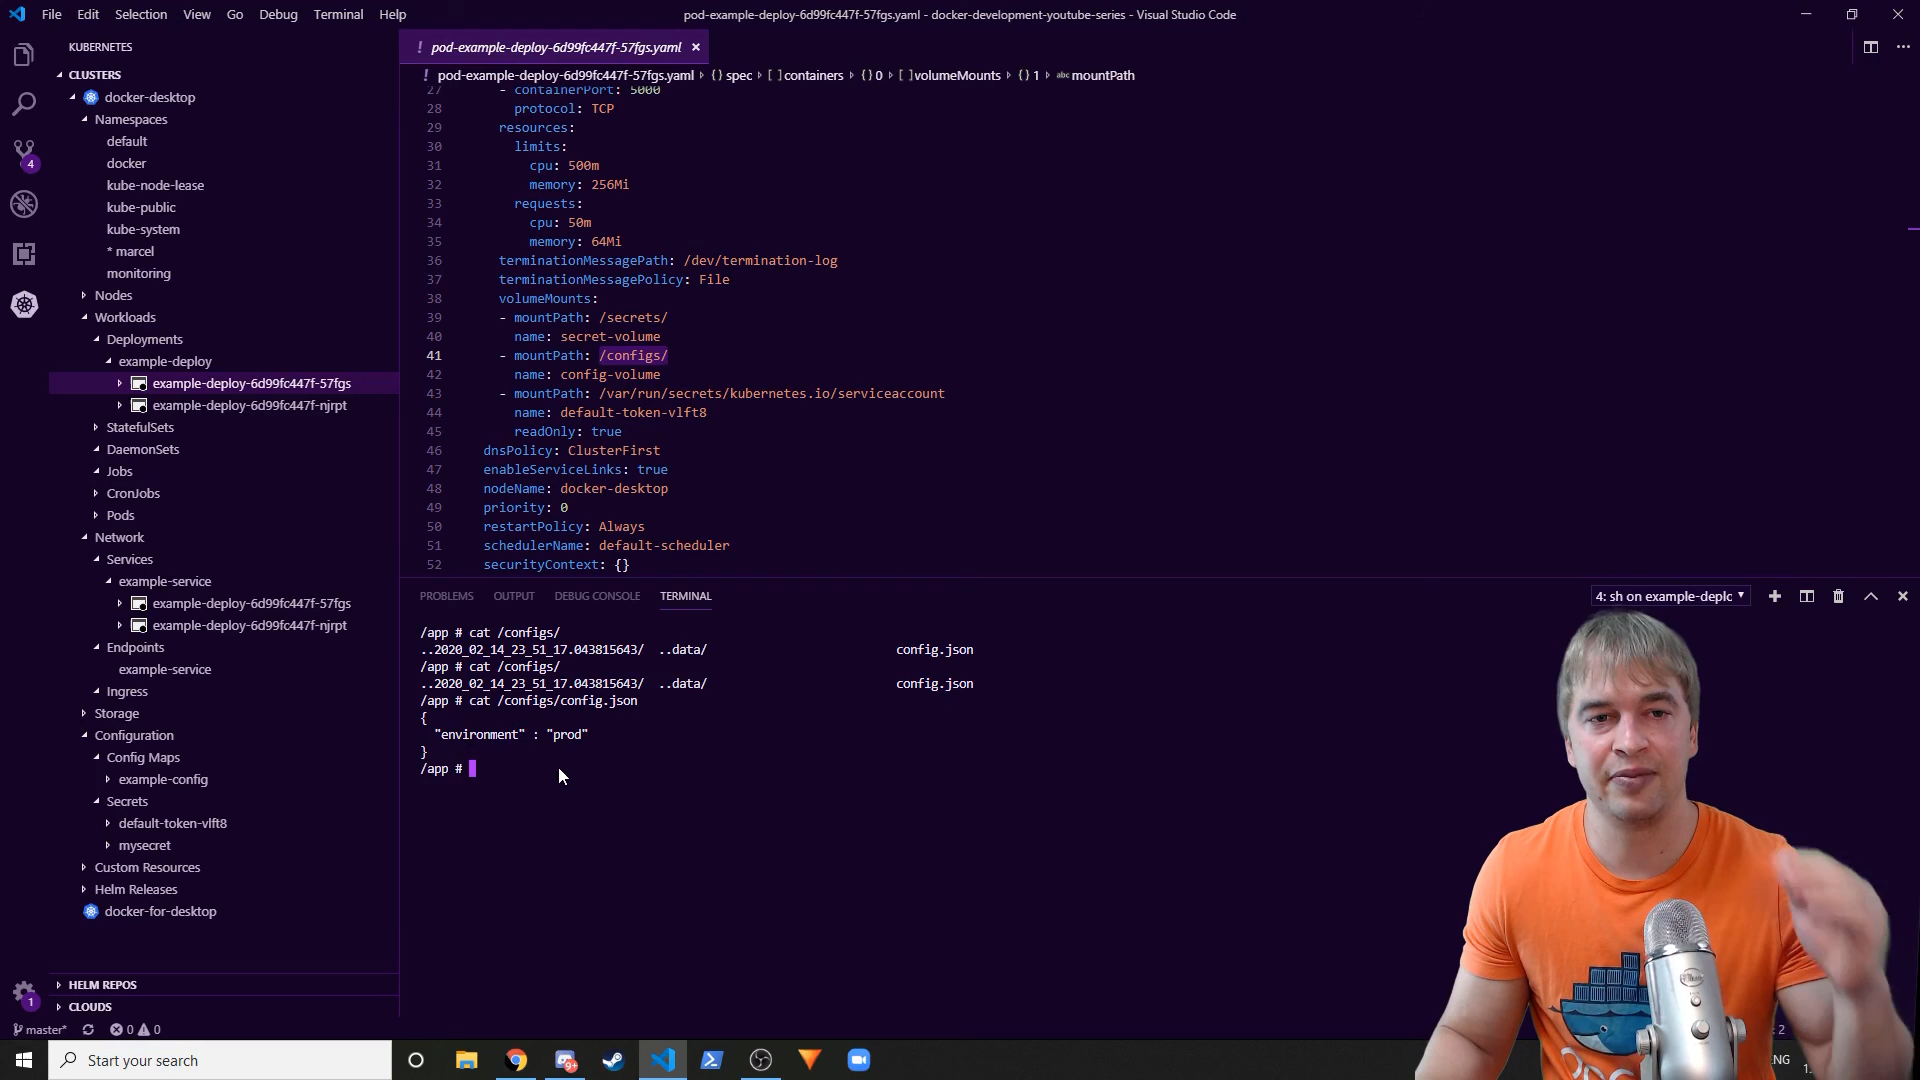 File Edit Selection View Go Debug Terminal Help
pod-example-deploy-6d99fc447f-57fgs.yaml - docker-development-youtube-series - Visual Studio Code
KUBERNETES
CLUSTERS
docker-desktop
Namespaces
default
docker
kube-node-lease
kube-public
kube-system
* marcel
monitoring
Nodes
Workloads
Deployments
example-deploy
example-deploy-6d99fc447f-57fgs
example-deploy-6d99fc447f-njrpt
StatefulSets
DaemonSets
Jobs
CronJobs
Pods
Network
Services
example-service
example-deploy-6d99fc447f-57fgs
example-deploy-6d99fc447f-njrpt
Endpoints
example-service
Ingress
Storage
Configuration
Config Maps
example-config
Secrets
default-token-vlft8
mysecret
Custom Resources
Helm Releases
docker-for-desktop
HELM REPOS
CLOUDS
4
1
! pod-example-deploy-6d99fc447f-57fgs.yaml ×
! pod-example-deploy-6d99fc447f-57fgs.yaml › {} spec › [ ] containers › {} 0 › [ ] volumeMounts › {} 1 › abc mountPath
27 - containerPort: 5000
28 protocol: TCP
29 resources:
30 limits:
31 cpu: 500m
32 memory: 256Mi
33 requests:
34 cpu: 50m
35 memory: 64Mi
36 terminationMessagePath: /dev/termination-log
37 terminationMessagePolicy: File
38 volumeMounts:
39 - mountPath: /secrets/
40 name: secret-volume
41 - mountPath: /configs/
42 name: config-volume
43 - mountPath: /var/run/secrets/kubernetes.io/serviceaccount
44 name: default-token-vlft8
45 readOnly: true
46 dnsPolicy: ClusterFirst
47 enableServiceLinks: true
48 nodeName: docker-desktop
49 priority: 0
50 restartPolicy: Always
51 schedulerName: default-scheduler
52 securityContext: {}
PROBLEMS OUTPUT DEBUG CONSOLE TERMINAL
4: sh on example-deplo
/app # cat /configs/
..2020_02_14_23_51_17.043815643/ ..data/ config.json
/app # cat /configs/
..2020_02_14_23_51_17.043815643/ ..data/ config.json
/app # cat /configs/config.json
{
"environment" : "prod"
}
/app #
master* 0 0
Start your search
9+
ENG